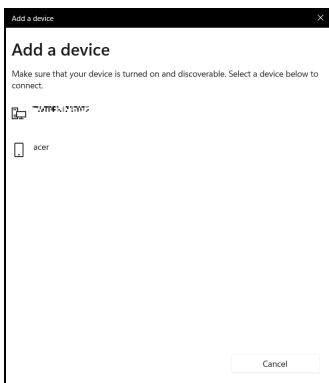 Add a device
Add a device
Make sure that your device is turned on and discoverable. Select a device below to
connect.
acer
Cancel